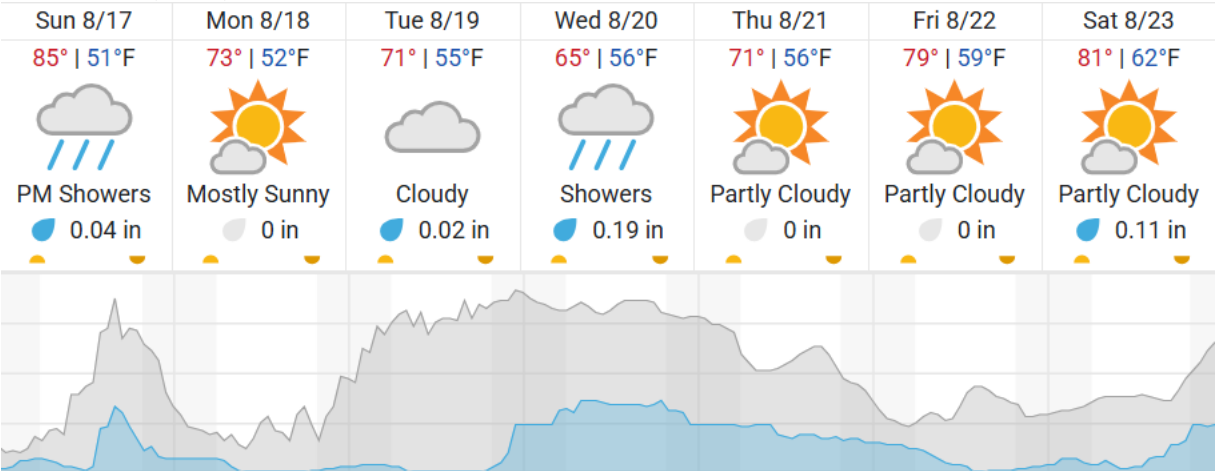 Sun 8/17 Mon 8/18 Tue 8/19 Wed 8/20 Thu 8/21 Fri 8/22 Sat 8/23
85° | 51°F 73° | 52°F 71° | 55°F 65° | 56°F 71° | 56°F 79° | 59°F 81° | 62°F
PM Showers Mostly Sunny Cloudy Showers Partly Cloudy Partly Cloudy Partly Cloudy
0.04 in 0 in 0.02 in 0.19 in 0 in 0 in 0.11 in